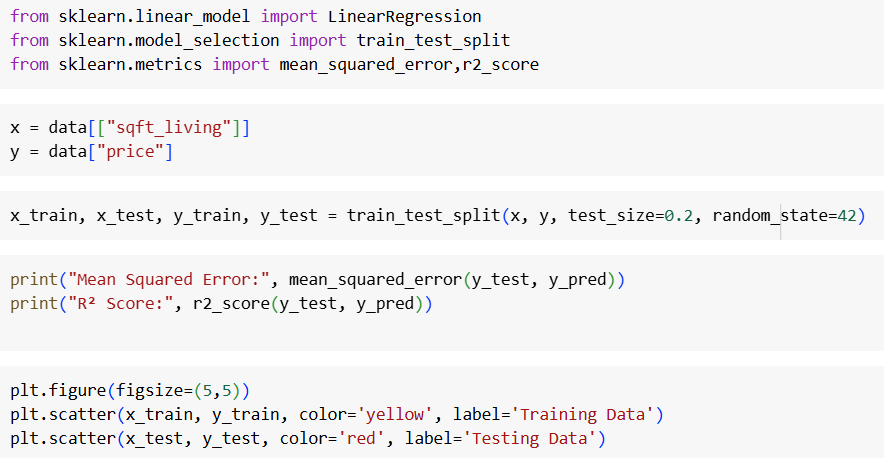 from sklearn.linear_model import LinearRegression
from sklearn.model_selection import train_test_split
from sklearn.metrics import mean_squared_error,r2_score
x = data[["sqft_living"]]
y = data["price"]
x_train, x_test, y_train, y_test = train_test_split(x, y, test_size=0.2, random_state=42)
print("Mean Squared Error:", mean_squared_error(y_test, y_pred))
print("R² Score:", r2_score(y_test, y_pred))
plt.figure(figsize=(5,5))
plt.scatter(x_train, y_train, color='yellow', label='Training Data')
plt.scatter(x_test, y_test, color='red', label='Testing Data')